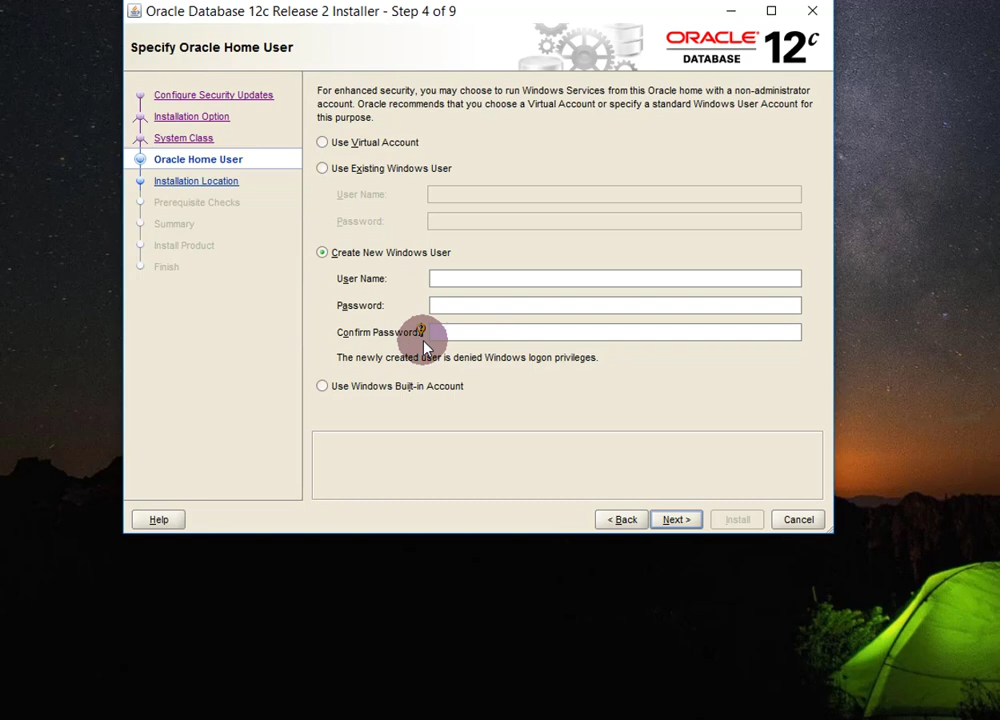 Oracle Database 12c Release 2 Installer - Step 4 of 9
Specify Oracle Home User
ORACLE
DATABASE
12c
Configure Security Updates
Installation Option
System Class
Oracle Home User
Installation Location
Prerequisite Checks
Summary
Install Product
Finish
For enhanced security, you may choose to run Windows Services from this Oracle home with a non-administrator
account. Oracle recommends that you choose a Virtual Account or specify a standard Windows User Account for
this purpose.
Use Virtual Account
Use Existing Windows User
User Name:
Password:
Create New Windows User
User Name:
Password:
Confirm Password:
The newly created user is denied Windows logon privileges.
Use Windows Built-in Account
Help
< Back
Next >
Install
Cancel